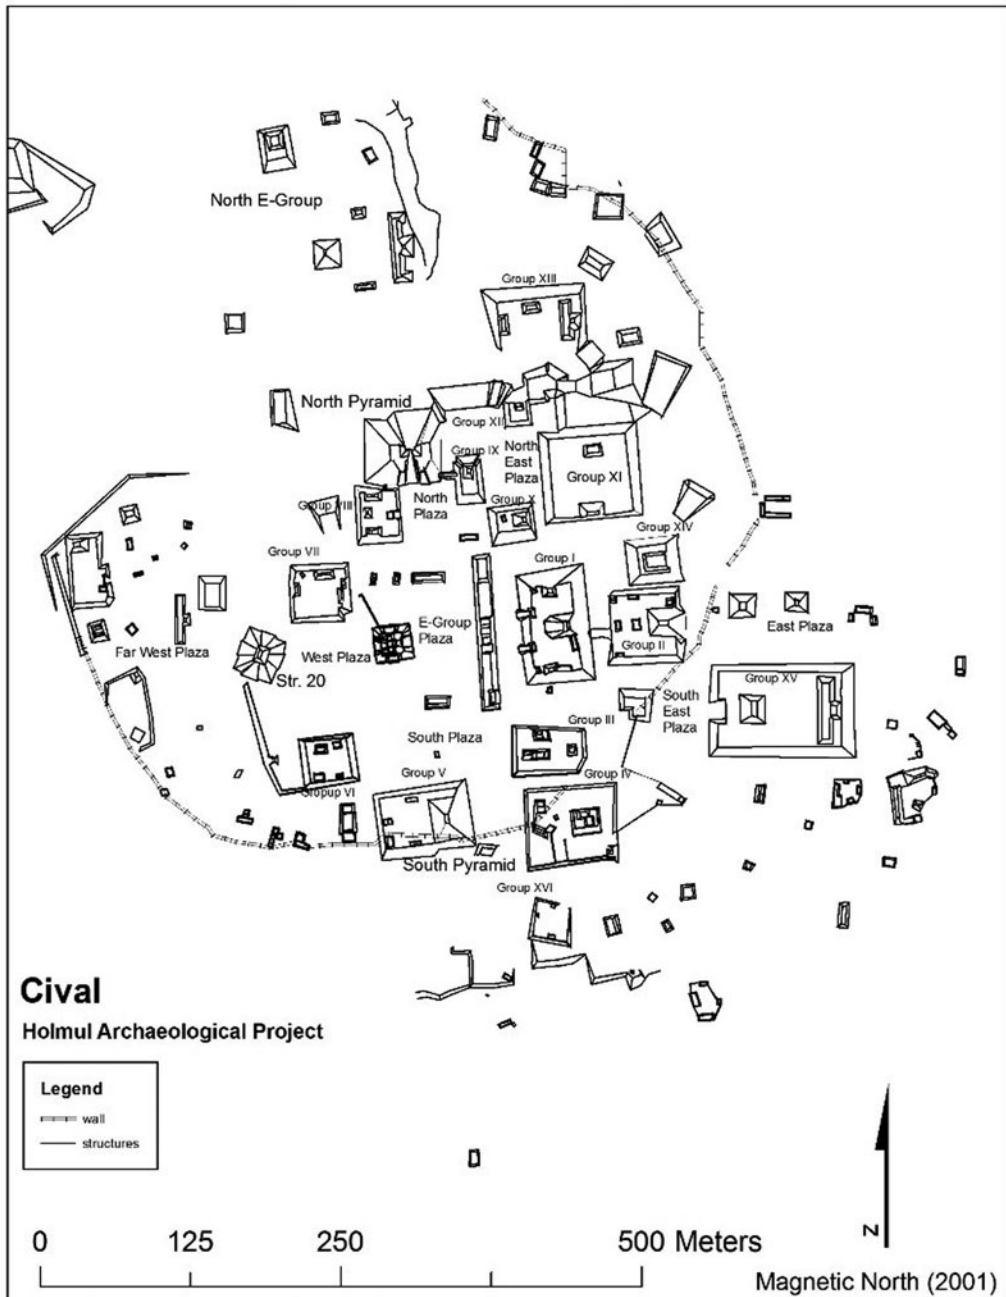 North E-Group
Group XIII
North Pyramid
Group XII
Group IX
North
East
Plaza
Group XI
Group VIII
North
Plaza
Group X
Group XIV
Group VII
Group I
E-Group
Plaza
East Plaza
Far West Plaza
West Plaza
Group II
Str. 20
Group XV
South
East
Plaza
Group III
South Plaza
Group V
Group IV
Gropup VI
South Pyramid
Group XVI
Cival
Holmul Archaeological Project
Legend
wall
structures
N
0 125 250 500 Meters
Magnetic North (2001)